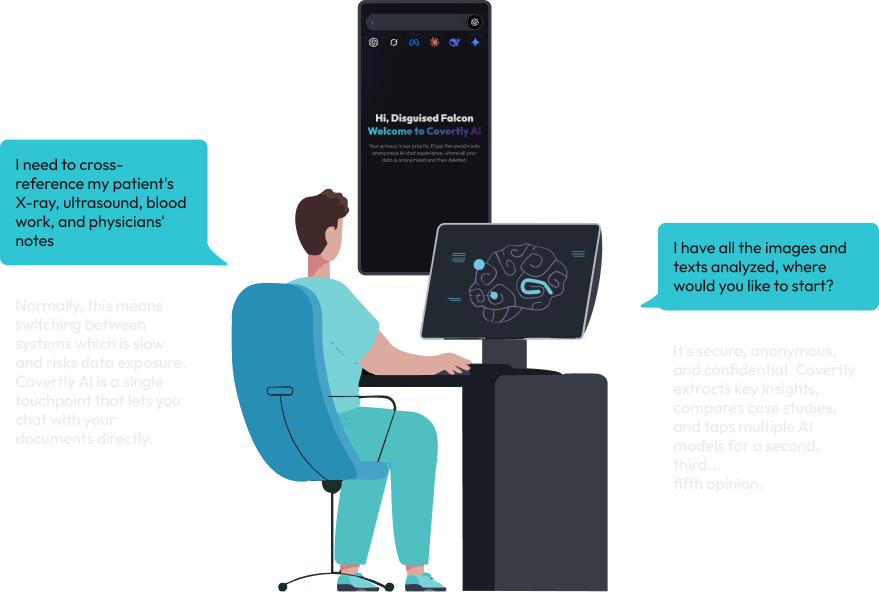 Hi, Disguised Falcon
Welcome to Covertly AI
Your privacy is our priority. Enjoy the world's only
anonymous AI chat experience, where all your
data is anonymised and then deleted.
I need to cross-
reference my patient's
X-ray, ultrasound, blood
work, and physicians'
notes
Normally, this means
switching between
systems which is slow
and risks data exposure.
Covertly AI is a single
touchpoint that lets you
chat with your
documents directly.
I have all the images and
texts analyzed, where
would you like to start?
It's secure, anonymous,
and confidential. Covertly
extracts key insights,
compares case studies,
and taps multiple AI
models for a second,
third...
fifth opinion.